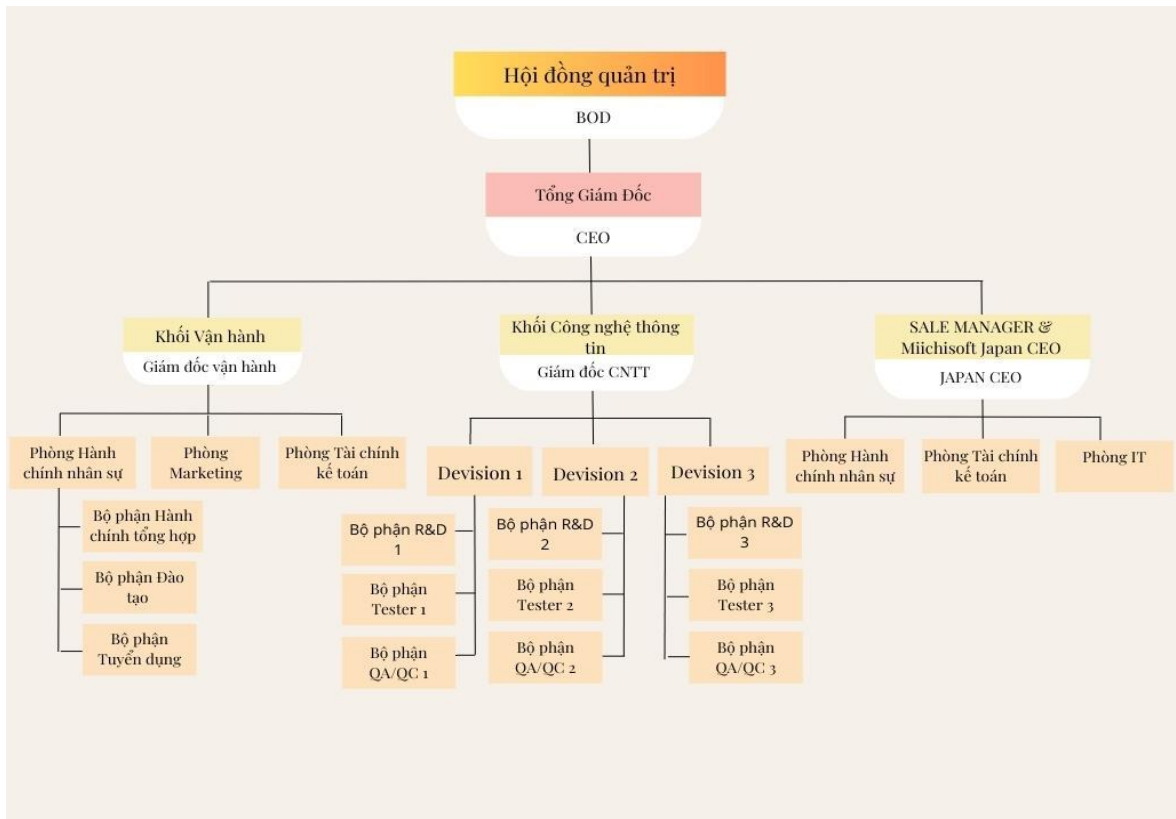 Hội đồng quản trị
BOD
Tổng Giám Đốc
CEO
Khối Vận hành
Giám đốc vận hành
Khối Công nghệ thông
tin
Giám đốc CNTT
SALE MANAGER &
Miichisoft Japan CEO
JAPAN CEO
Phòng Hành
chính nhân sự
Phòng
Marketing
Phòng Tài chính
kế toán
Devision 1
Devision 2
Devision 3
Phòng Hành
chính nhân sự
Phòng Tài chính
kế toán
Phòng IT
Bộ phận Hành
chính tổng hợp
Bộ phận Đào
tạo
Bộ phận
Tuyển dụng
Bộ phận R&D
1
Bộ phận
Tester 1
Bộ phận
QA/QC 1
Bộ phận R&D
2
Bộ phận
Tester 2
Bộ phận
QA/QC 2
Bộ phận R&D
3
Bộ phận
Tester 3
Bộ phận
QA/QC 3